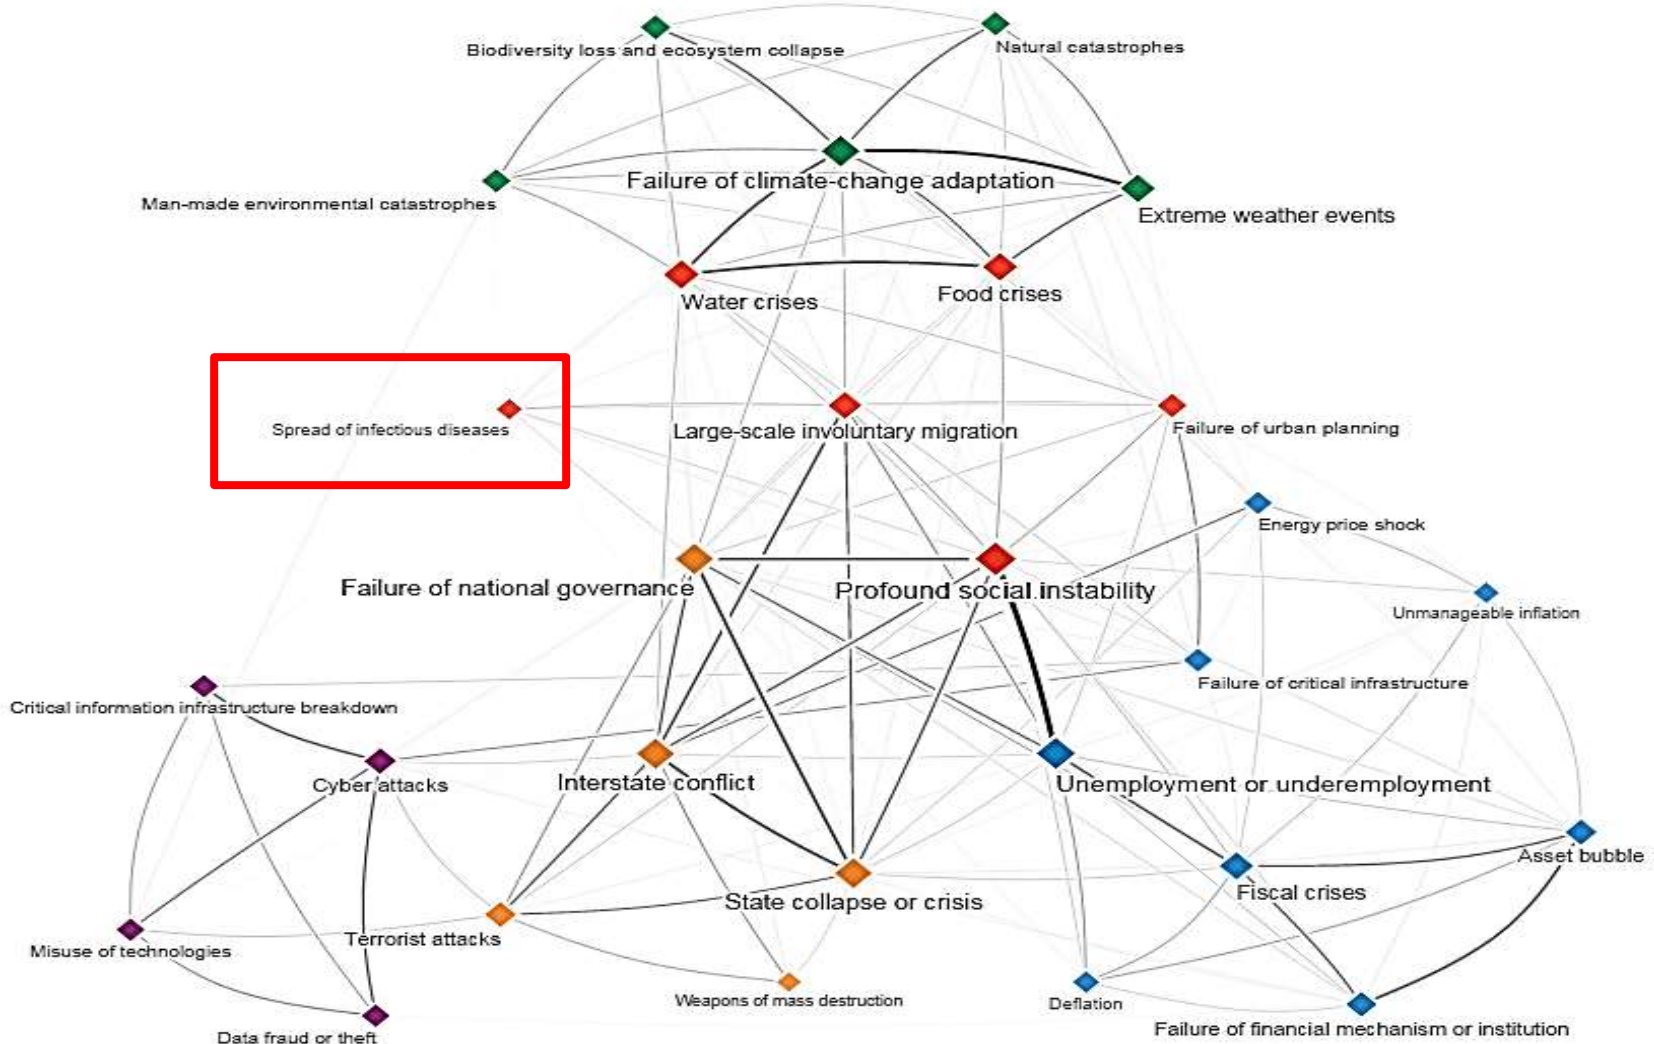 Biodiversity loss and ecosystem collapse
Natural catastrophes
Failure of climate-change adaptation
Man-made environmental catastrophes
Extreme weather events
Water crises
Food crises
Spread of infectious diseases
Large-scale involuntary migration
Failure of urban planning
Energy price shock
Failure of national governance
Profound social instability
Unmanageable inflation
Failure of critical infrastructure
Critical information infrastructure breakdown
Cyber attacks
Interstate conflict
Unemployment or underemployment
Asset bubble
Fiscal crises
State collapse or crisis
Terrorist attacks
Misuse of technologies
Weapons of mass destruction
Deflation
Failure of financial mechanism or institution
Data fraud or theft